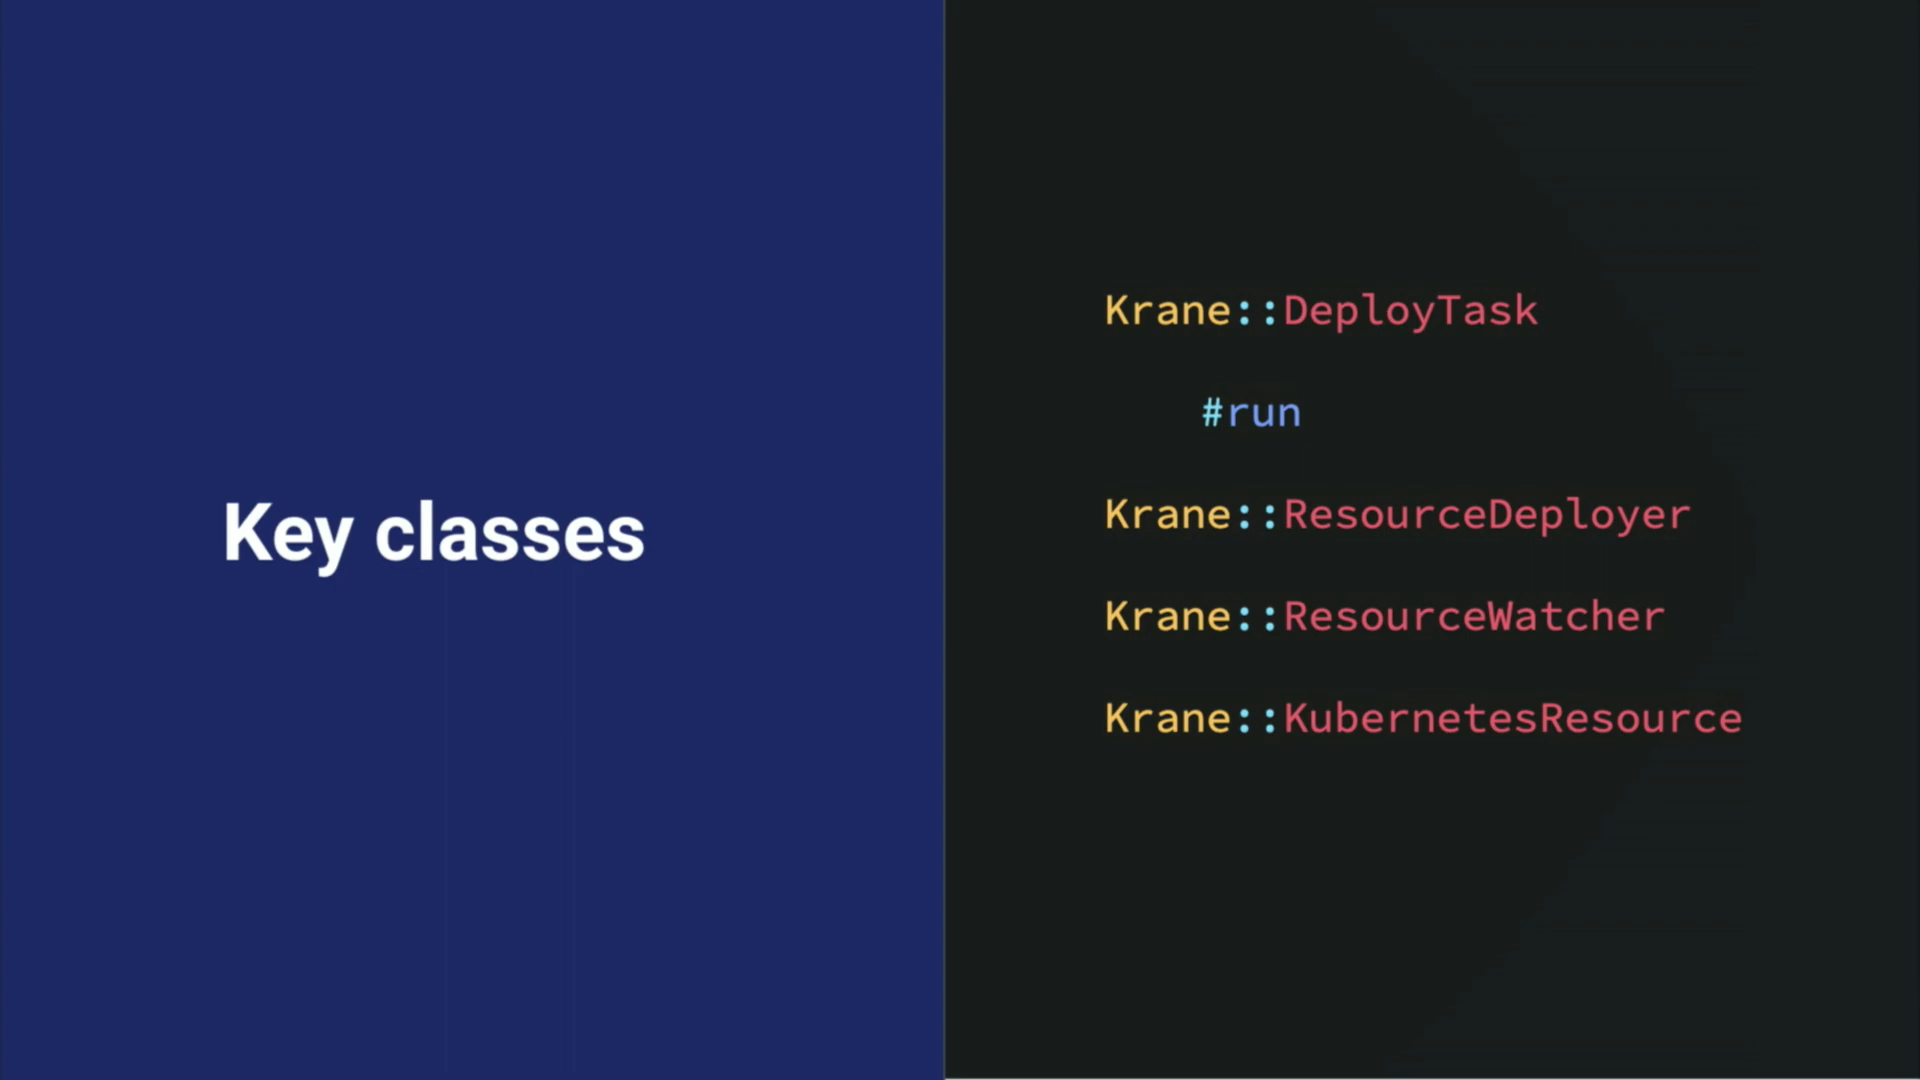 Key classes
Krane::DeployTask
#run
Krane::ResourceDeployer
Krane::ResourceWatcher
Krane::KubernetesResource